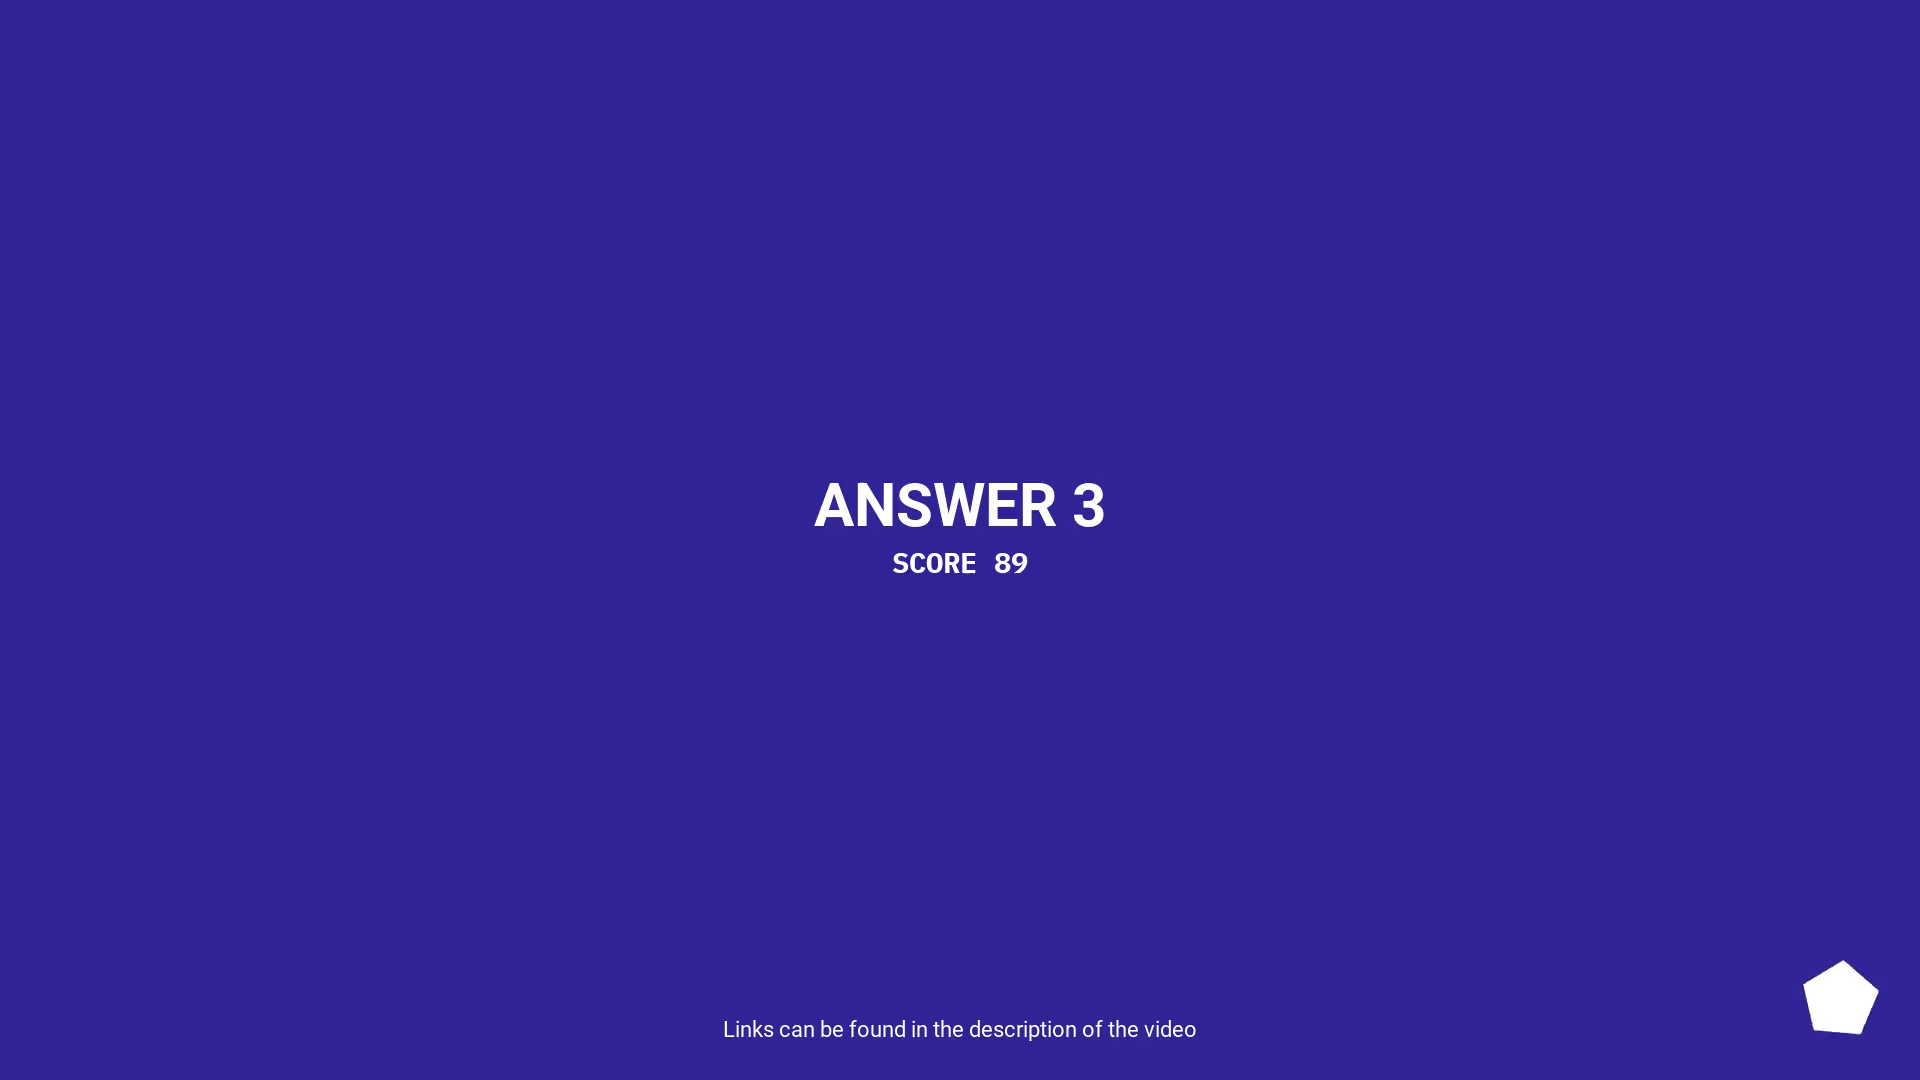 ANSWER 3
SCORE 89
Links can be found in the description of the video